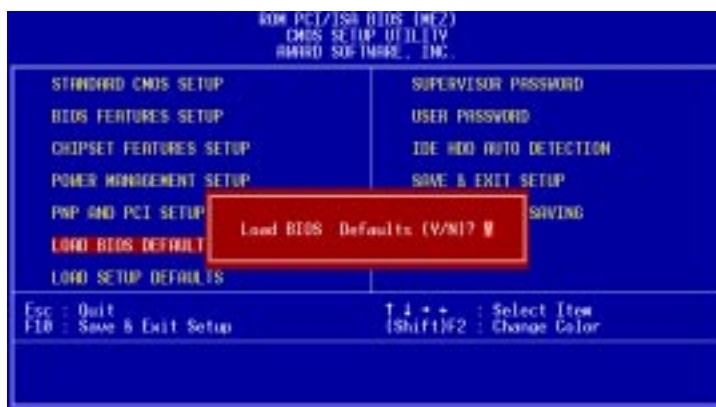 ROM PCI/ISA BIOS
CMOS SETUP UTILITY
AWARD SOFTWARE, INC.
STANDARD CMOS SETUP
BIOS FEATURES SETUP
CHIPSET FEATURES SETUP
POWER MANAGEMENT SETUP
PNP AND PCI SETUP
LOAD BIOS DEFAULT
LOAD SETUP DEFAULTS
SUPERVISOR PASSWORD
USER PASSWORD
IDE HDD AUTO DETECTION
SAVE & EXIT SETUP
SAVING
Load BIOS Defaults (Y/N)?
Esc : Quit
F10 : Save & Exit Setup
: Select Item
(Shift)F2 : Change Color